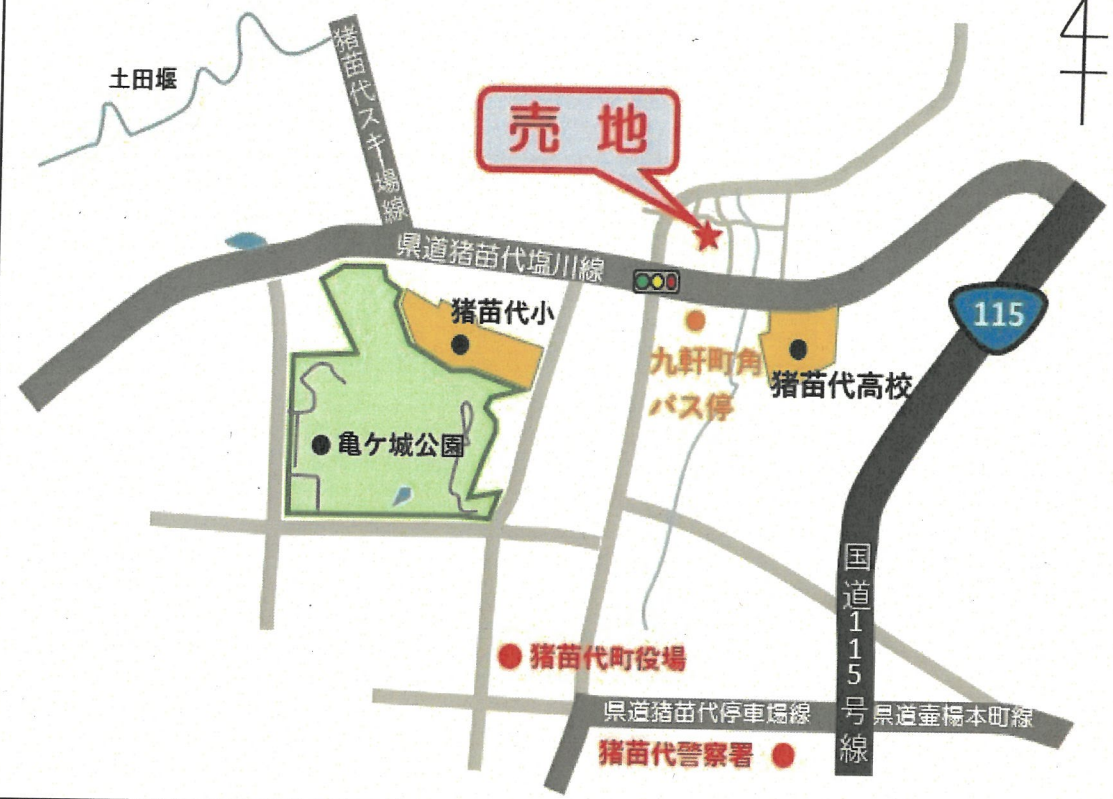 土田堰
猪苗代スキー場線
売地
県道猪苗代塩川線
115
猪苗代小
九軒町角
バス停
猪苗代高校
亀ケ城公園
国道115号線
猪苗代町役場
県道猪苗代停車場線
県道壷楊本町線
猪苗代警察署